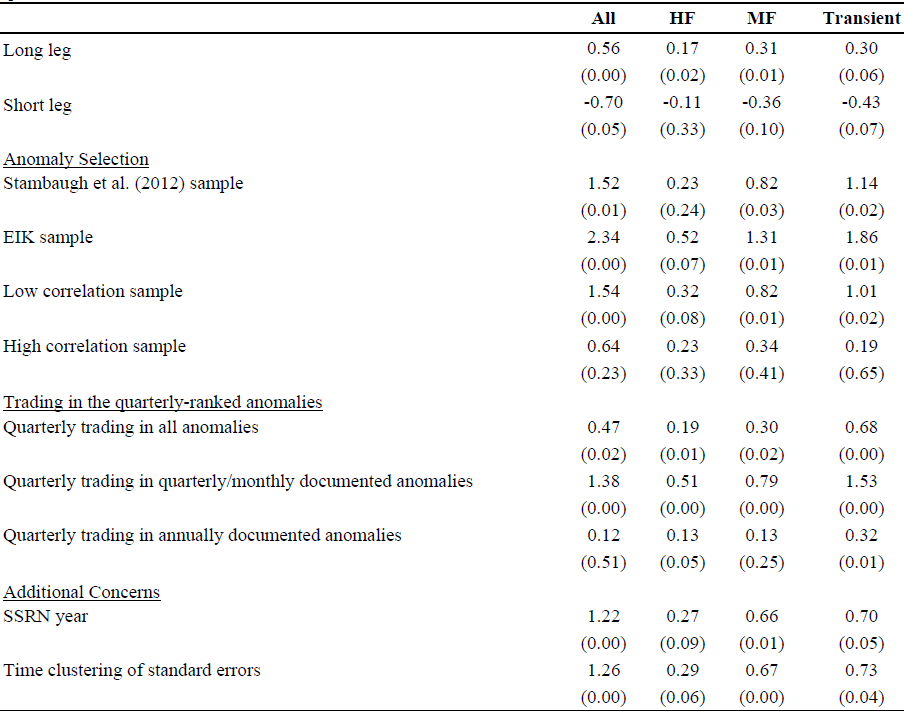 All HF MF Transient
Long leg 0.56 0.17 0.31 0.30
(0.00) (0.02) (0.01) (0.06)
Short leg -0.70 -0.11 -0.36 -0.43
(0.05) (0.33) (0.10) (0.07)
Anomaly Selection
Stambaugh et al. (2012) sample 1.52 0.23 0.82 1.14
(0.01) (0.24) (0.03) (0.02)
EIK sample 2.34 0.52 1.31 1.86
(0.00) (0.07) (0.01) (0.01)
Low correlation sample 1.54 0.32 0.82 1.01
(0.00) (0.08) (0.01) (0.02)
High correlation sample 0.64 0.23 0.34 0.19
(0.23) (0.33) (0.41) (0.65)
Trading in the quarterly-ranked anomalies
Quarterly trading in all anomalies 0.47 0.19 0.30 0.68
(0.02) (0.01) (0.02) (0.00)
Quarterly trading in quarterly/monthly documented anomalies 1.38 0.51 0.79 1.53
(0.00) (0.00) (0.00) (0.00)
Quarterly trading in annually documented anomalies 0.12 0.13 0.13 0.32
(0.51) (0.05) (0.25) (0.01)
Additional Concerns
SSRN year 1.22 0.27 0.66 0.70
(0.00) (0.09) (0.01) (0.05)
Time clustering of standard errors 1.26 0.29 0.67 0.73
(0.00) (0.06) (0.00) (0.04)